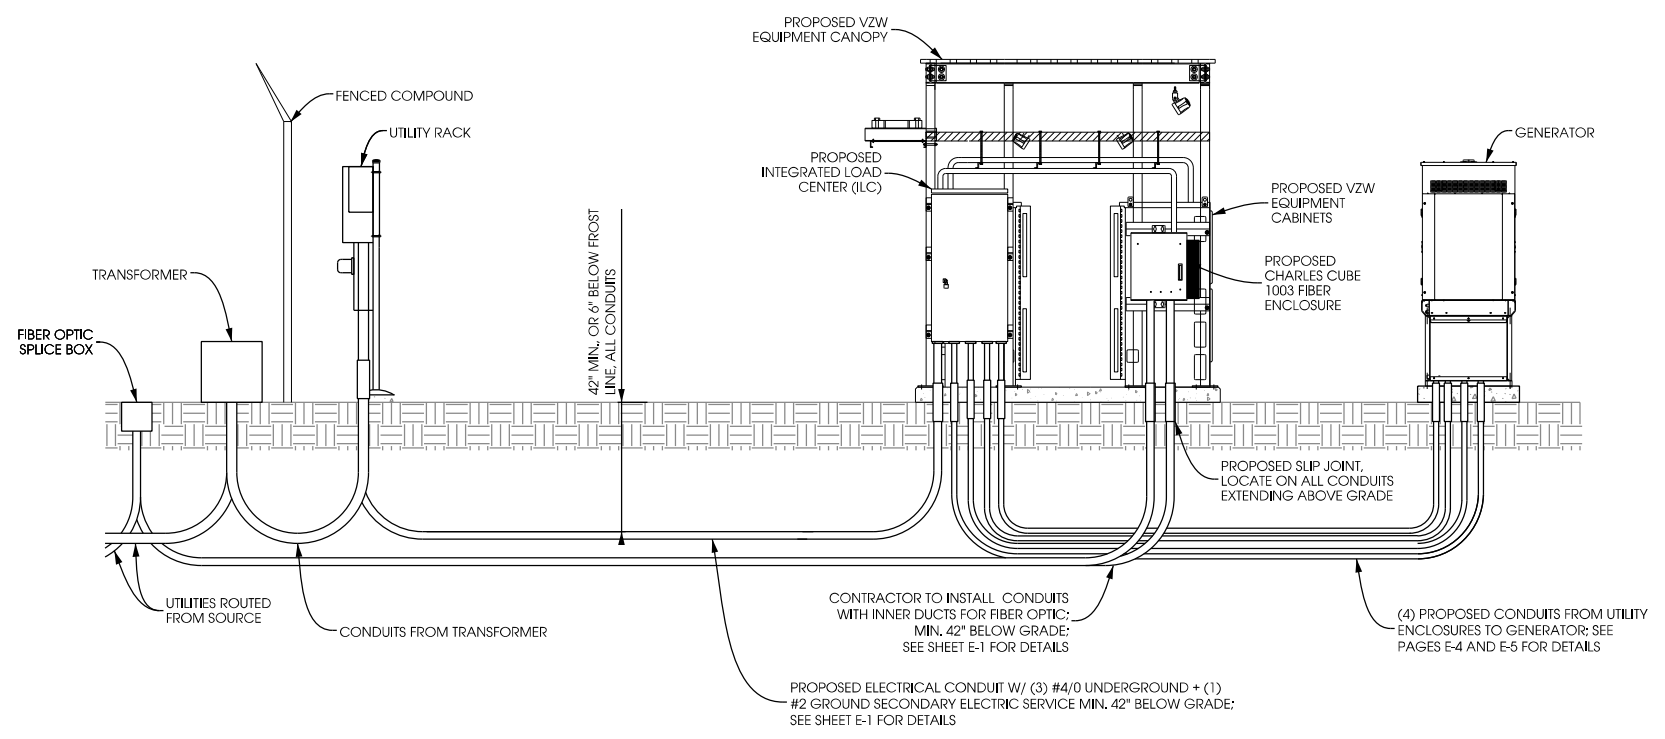 PROPOSED VZW
EQUIPMENT CANOPY
FENCED COMPOUND
UTILITY RACK
GENERATOR
PROPOSED
INTEGRATED LOAD
CENTER (ILC)
PROPOSED VZW
EQUIPMENT
CABINETS
42" MIN., OR 6" BELOW FROST
LINE, ALL CONDUITS
TRANSFORMER
PROPOSED
CHARLES CUBE
1003 FIBER
ENCLOSURE
FIBER OPTIC
SPLICE BOX
PROPOSED SLIP JOINT,
LOCATE ON ALL CONDUITS
EXTENDING ABOVE GRADE
UTILITIES ROUTED
FROM SOURCE
CONDUITS FROM TRANSFORMER
CONTRACTOR TO INSTALL CONDUITS
WITH INNER DUCTS FOR FIBER OPTIC;
MIN. 42" BELOW GRADE;
SEE SHEET E-1 FOR DETAILS
(4) PROPOSED CONDUITS FROM UTILITY
ENCLOSURES TO GENERATOR; SEE
PAGES E-4 AND E-5 FOR DETAILS
PROPOSED ELECTRICAL CONDUIT W/ (3) #4/0 UNDERGROUND + (1)
#2 GROUND SECONDARY ELECTRIC SERVICE MIN. 42" BELOW GRADE;
SEE SHEET E-1 FOR DETAILS